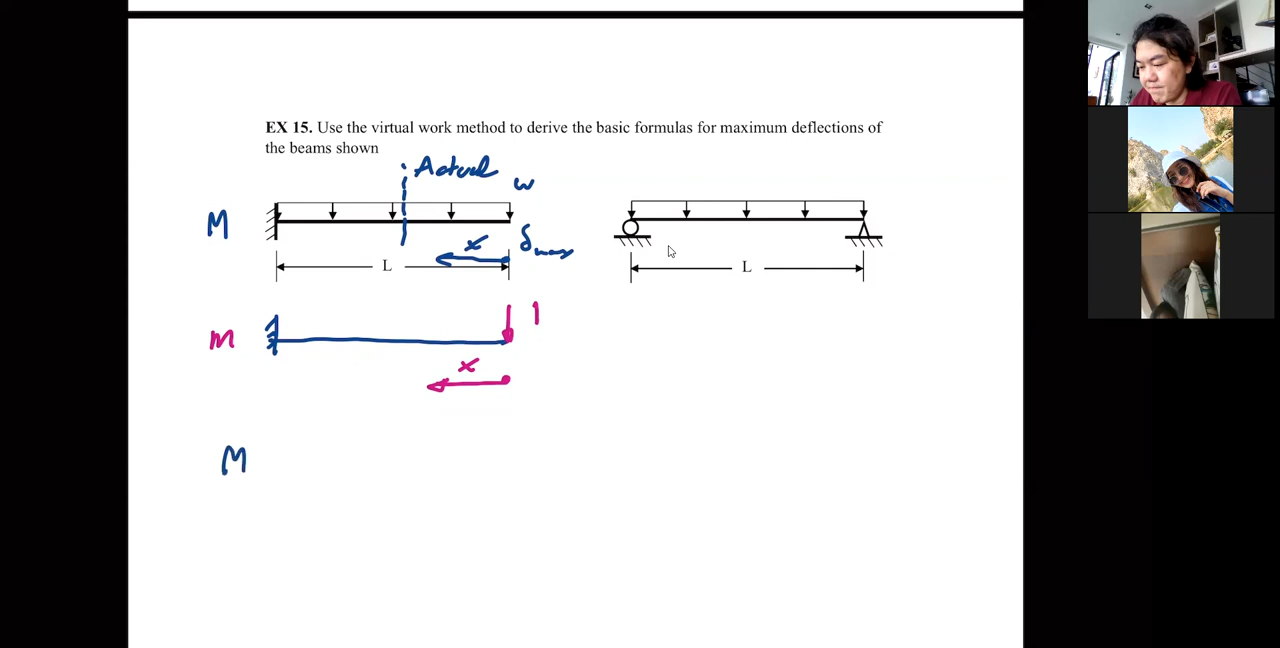 EX 15. Use the virtual work method to derive the basic formulas for maximum deflections of
the beams shown
Actual
w
M
x
δmax
L
L
1
m
x
M